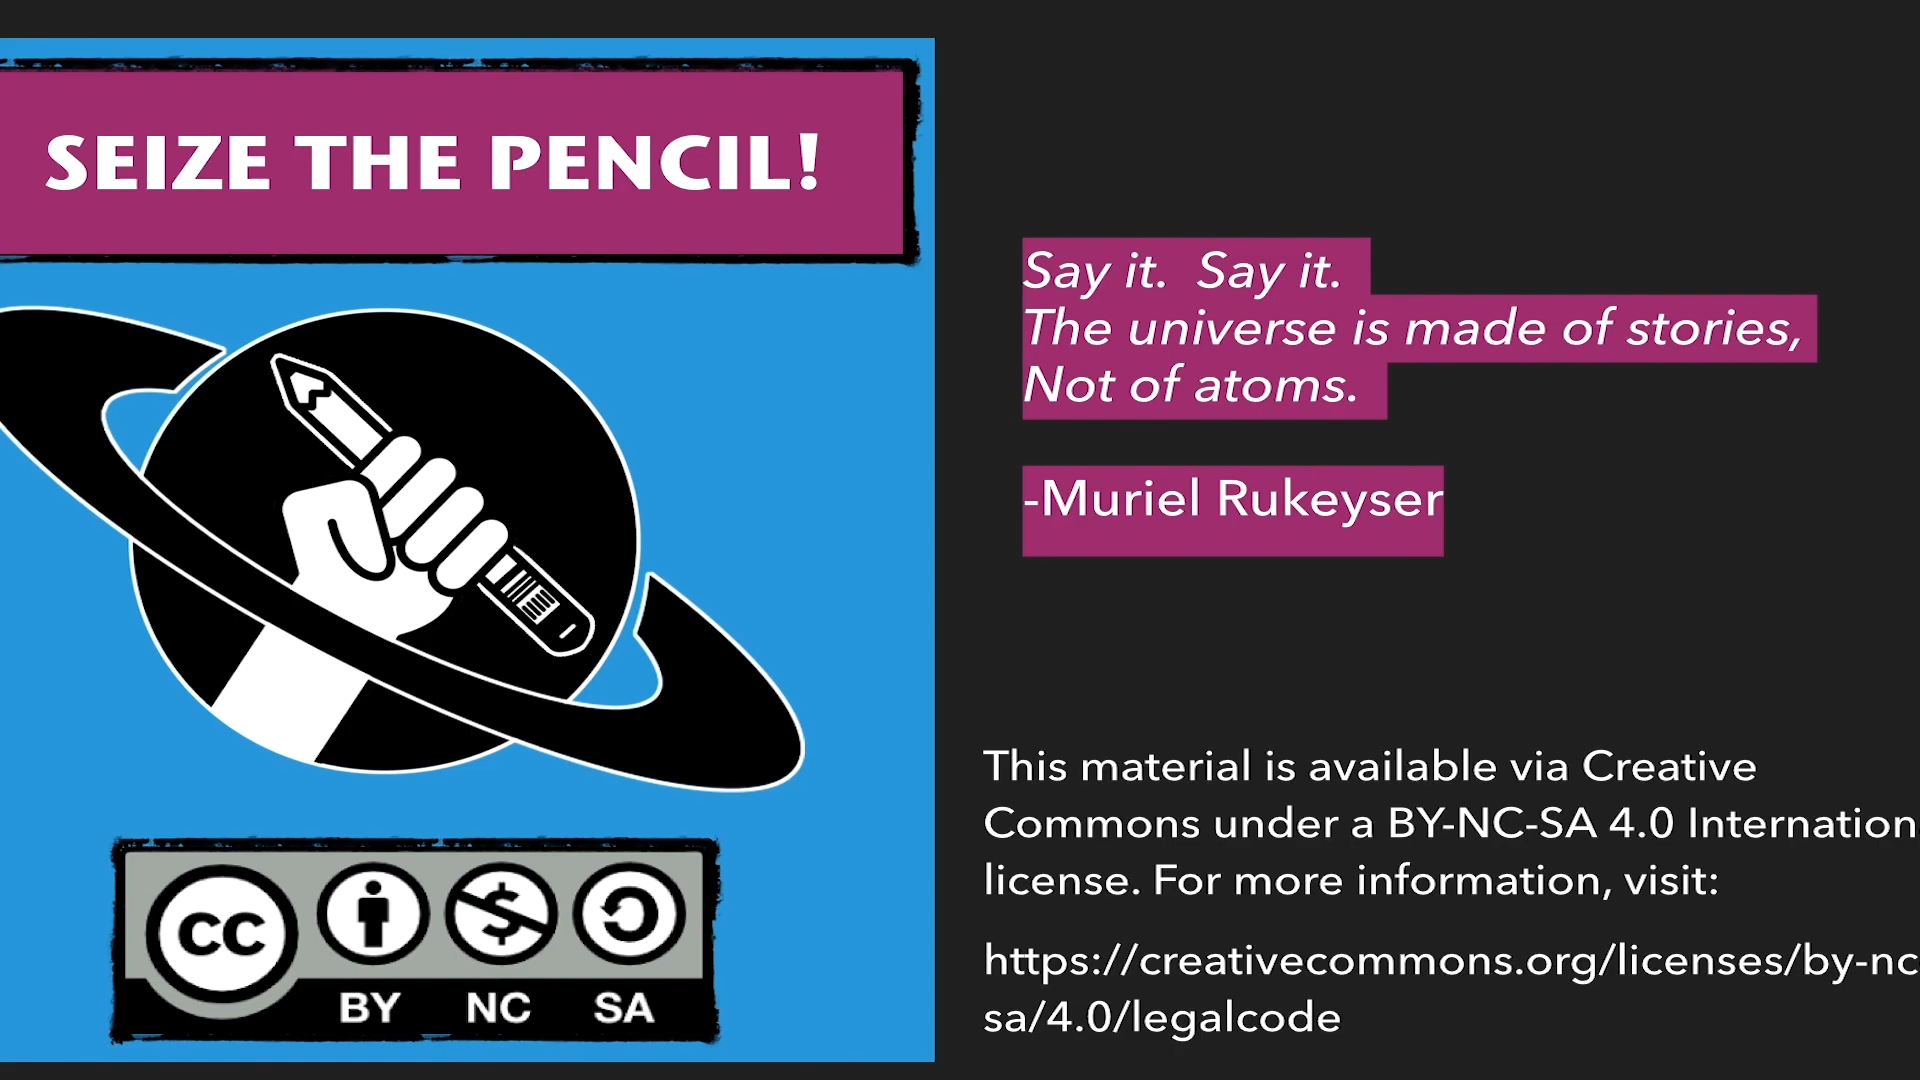 SEIZE THE PENCIL!
Say it. Say it.
The universe is made of stories,
Not of atoms.
-Muriel Rukeyser
This material is available via Creative
Commons under a BY-NC-SA 4.0 Internation
license. For more information, visit:
https://creativecommons.org/licenses/by-nc
sa/4.0/legalcode
CC
BY NC SA